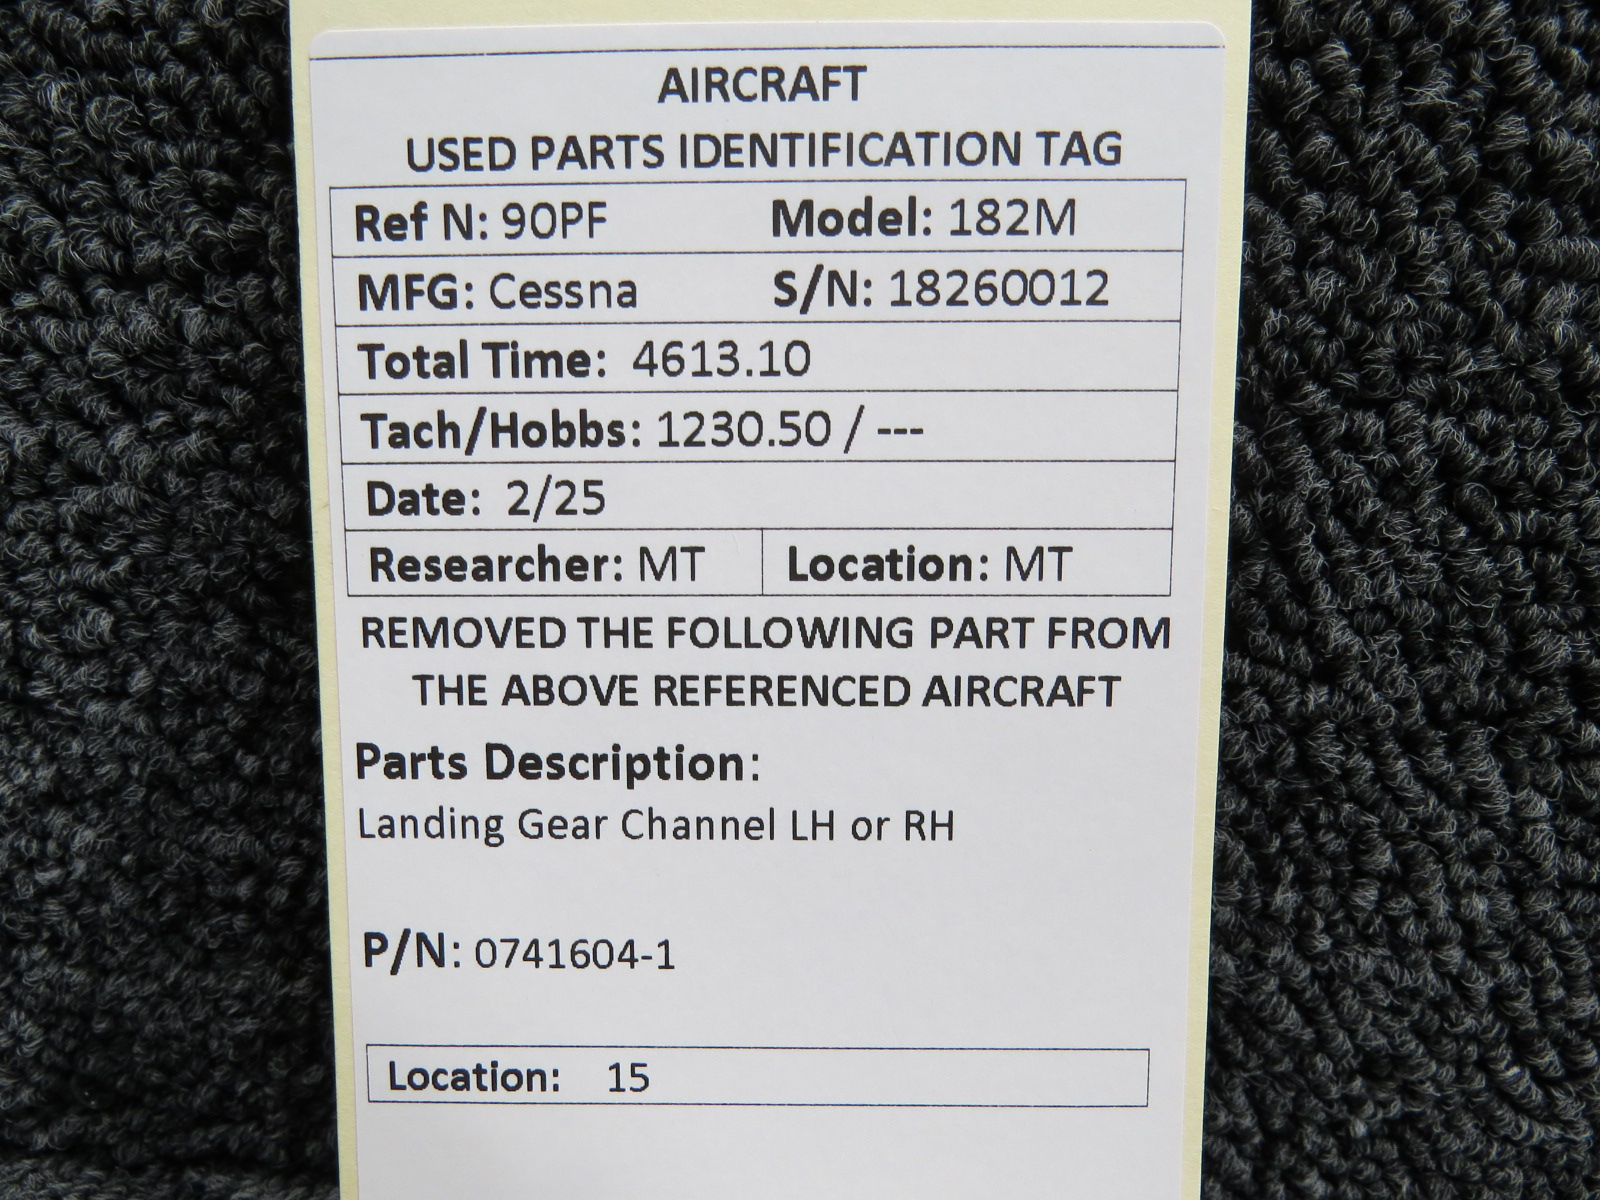 AIRCRAFT
USED PARTS IDENTIFICATION TAG
Ref N: 90PF Model: 182M
MFG: Cessna S/N: 18260012
Total Time: 4613.10
Tach/Hobbs: 1230.50 / ---
Date: 2/25
Researcher: MT Location: MT
REMOVED THE FOLLOWING PART FROM
THE ABOVE REFERENCED AIRCRAFT
Parts Description:
Landing Gear Channel LH or RH
P/N: 0741604-1
Location: 15